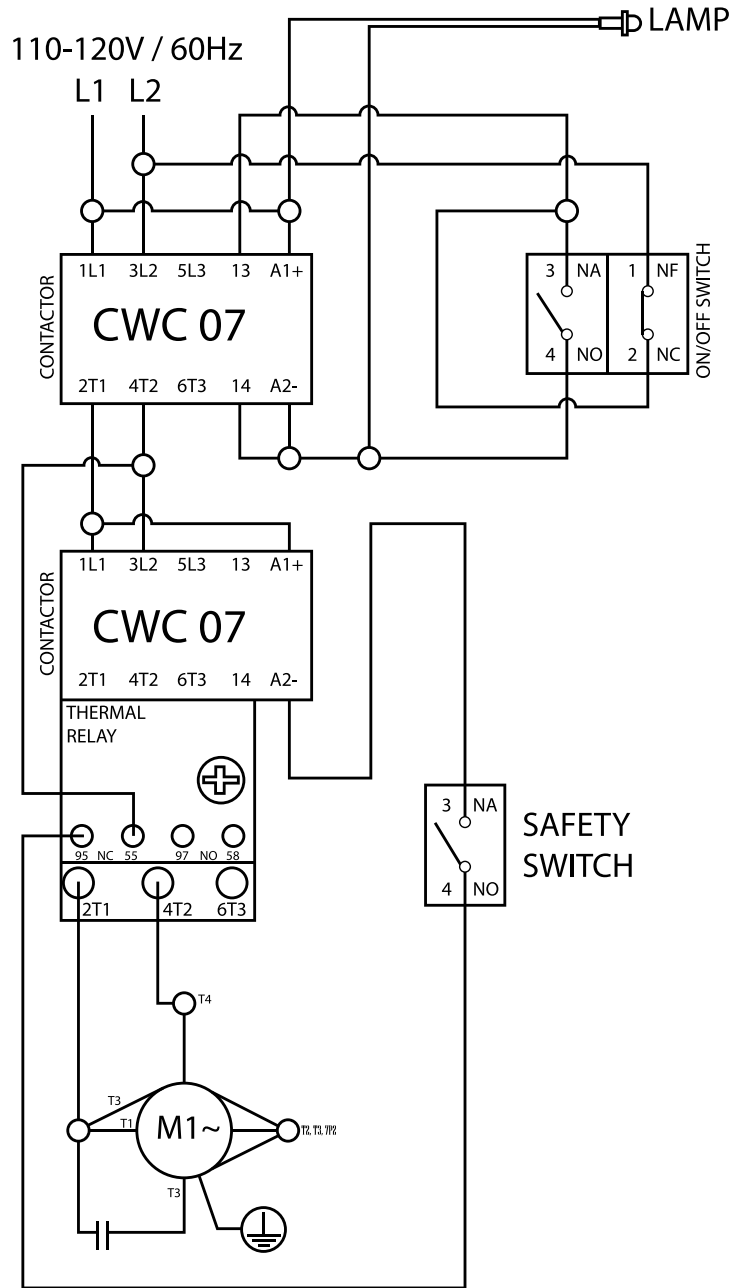 LAMP
110-120V / 60Hz
L1 L2
1L1 3L2 5L3 13 A1+
CONTACTOR
CWC 07
2T1 4T2 6T3 14 A2-
3 NA 1 NF
4 NO 2 NC
ON/OFF SWITCH
1L1 3L2 5L3 13 A1+
CONTACTOR
CWC 07
2T1 4T2 6T3 14 A2-
THERMAL
RELAY
95 NC 55 97 NO 58
2T1 4T2 6T3
3 NA
4 NO
SAFETY
SWITCH
T4
T3
T1
M1~
T2, T3,
T3